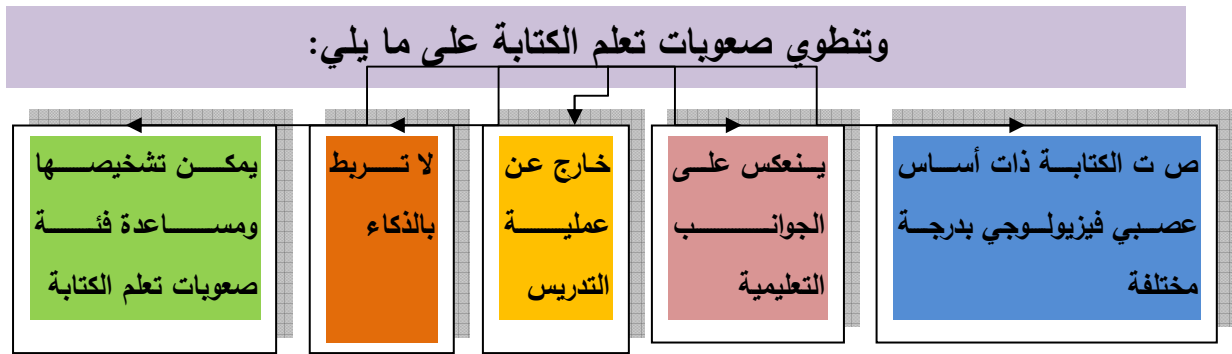 وتنطوي صعوبات تعلم الكتابة على ما يلي:
ص ت الكتابة ذات أساس
عصبي فيزيولوجي بدرجة
مختلفة
ينعكس على
الجوانب
التعليمية
خارج عن
عملية
التدريس
لا تربط
بالذكاء
يمكن تشخيصها
ومساعدة فئة
صعوبات تعلم الكتابة